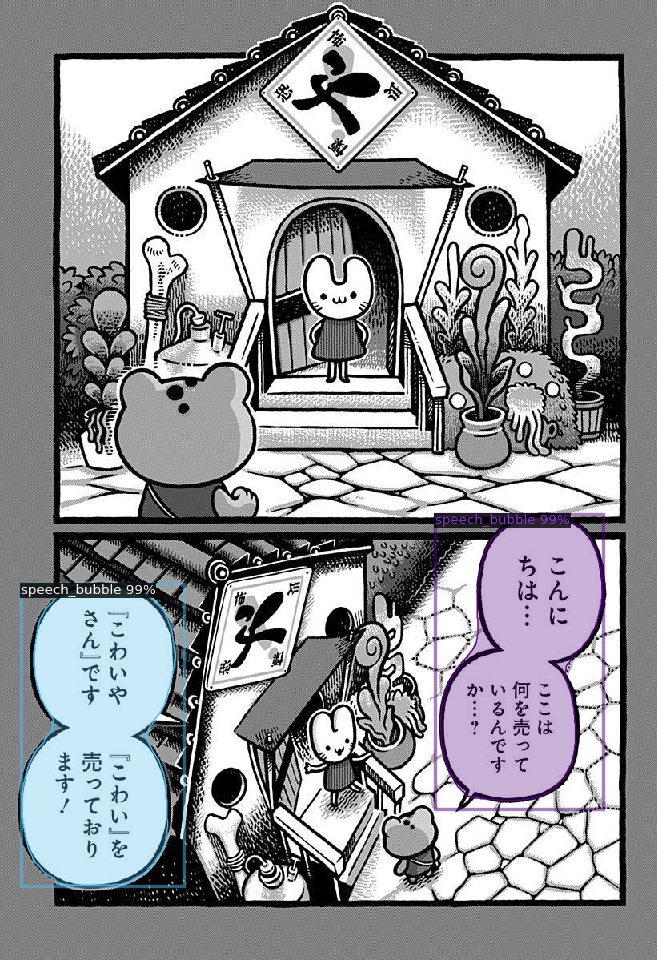 speech_bubble 99%
こんに
ちは…
ここは
何を売って
いるんです
か…?
speech_bubble 99%
『こわいや
さん』です
『こわい』を
売っており
ます!